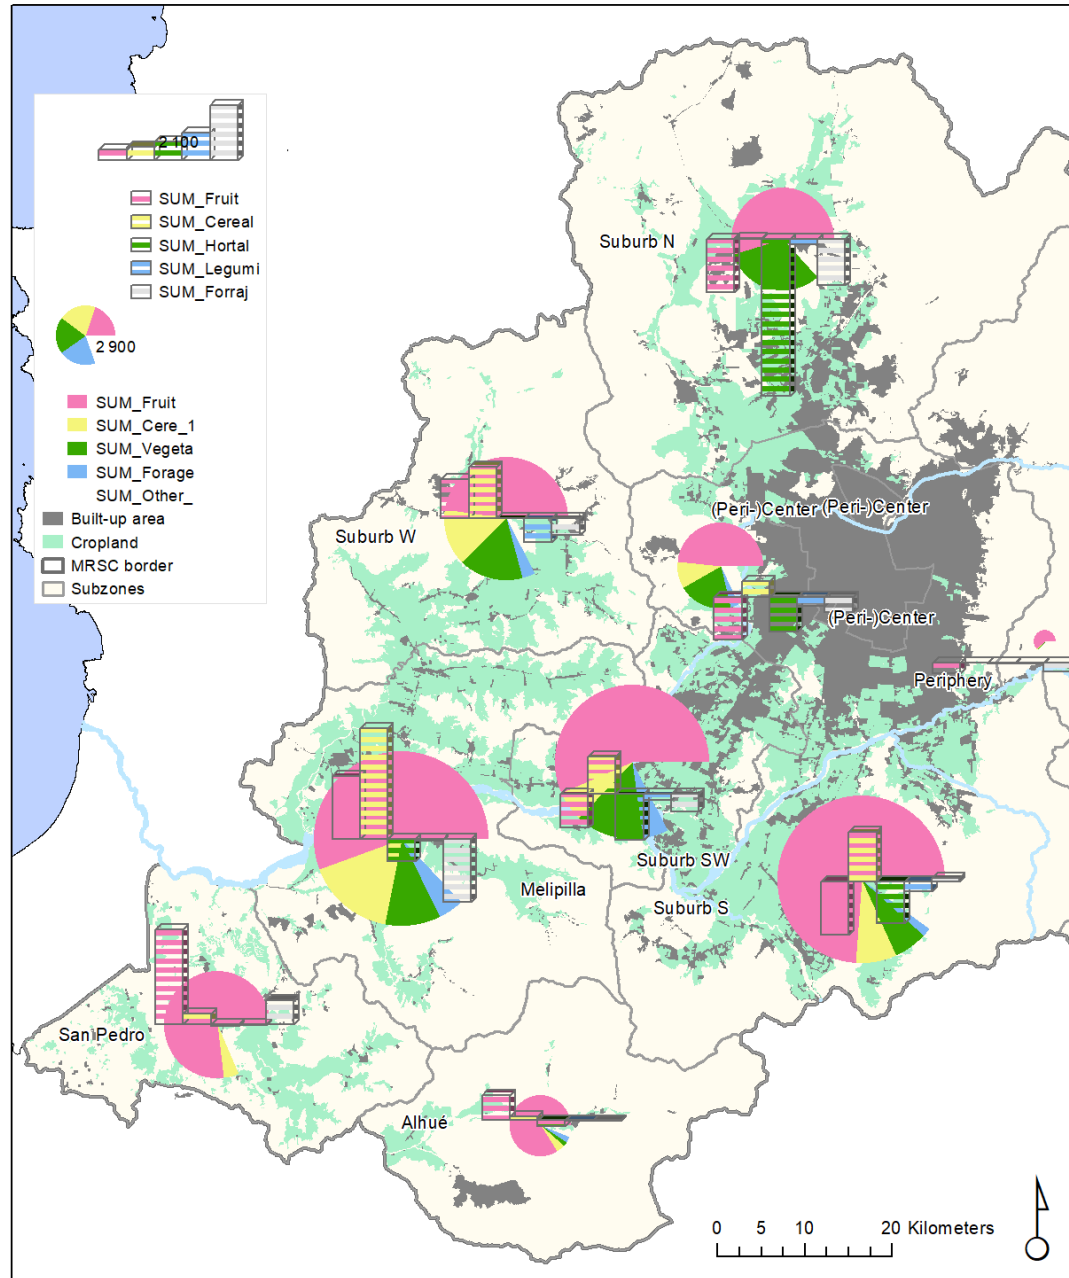 2 100
SUM_Fruit
SUM_Cereal
SUM_Hortal
SUM_Legumi
SUM_Forraj
2 900
SUM_Fruit
SUM_Cere_1
SUM_Vegeta
SUM_Forage
SUM_Other_
Built-up area
Cropland
MRSC border
Subzones
Suburb N
(Peri-)Center (Peri-)Center
Suburb W
(Peri-)Center
Periphery
Suburb SW
Melipilla
Suburb S
San Pedro
Alhué
0 5 10 20 Kilometers